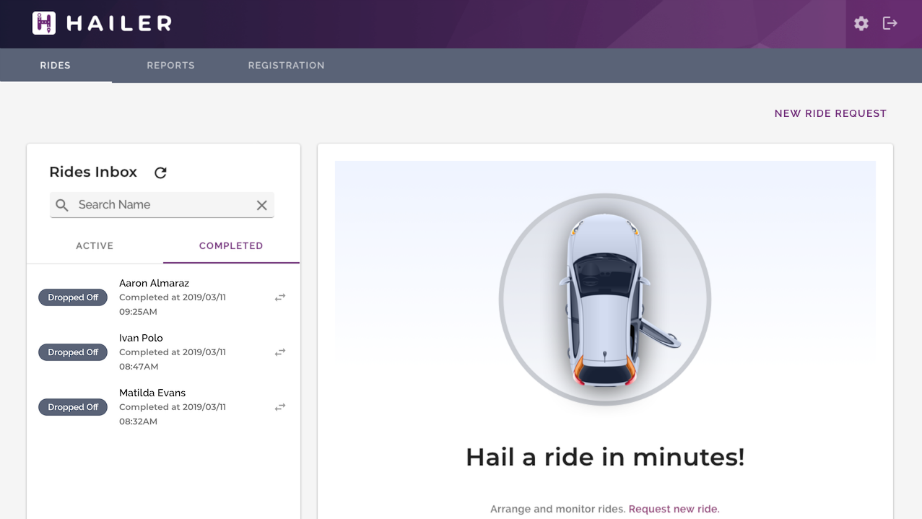 HAILER
RIDES
REPORTS
REGISTRATION
NEW RIDE REQUEST
Rides Inbox
Search Name
ACTIVE
COMPLETED
Dropped Off
Aaron Almaraz
Completed at 2019/03/11
09:25AM
Dropped Off
Ivan Polo
Completed at 2019/03/11
08:47AM
Dropped Off
Matilda Evans
Completed at 2019/03/11
08:32AM
Hail a ride in minutes!
Arrange and monitor rides. Request new ride.